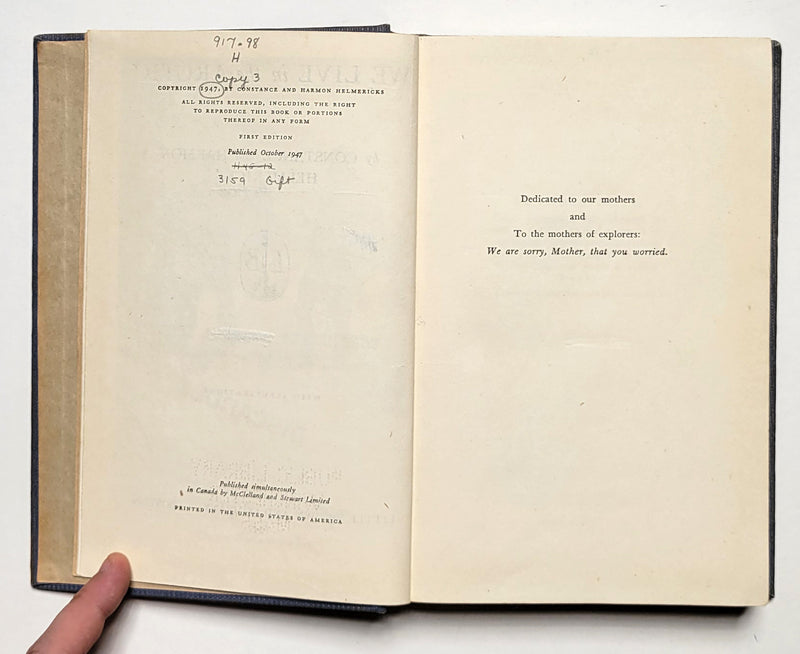 917.98
H
Copy 3
COPYRIGHT 1947, BY CONSTANCE AND HARMON HELMERICKS
ALL RIGHTS RESERVED, INCLUDING THE RIGHT
TO REPRODUCE THIS BOOK OR PORTIONS
THEREOF IN ANY FORM
FIRST EDITION
Published October 1947
3159 Gift
Published simultaneously
in Canada by McClelland and Stewart Limited
PRINTED IN THE UNITED STATES OF AMERICA
Dedicated to our mothers
and
To the mothers of explorers:
We are sorry, Mother, that you worried.